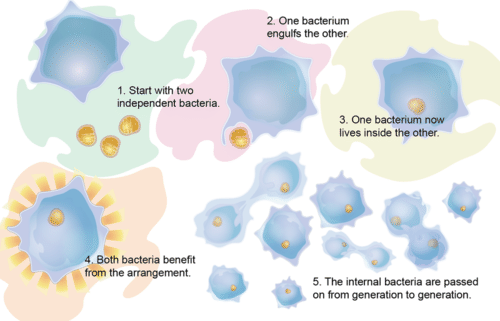 1. Start with two
independent bacteria.
2. One bacterium
engulfs the other.
3. One bacterium now
lives inside the other.
4. Both bacteria benefit
from the arrangement.
5. The internal bacteria are passed
on from generation to generation.